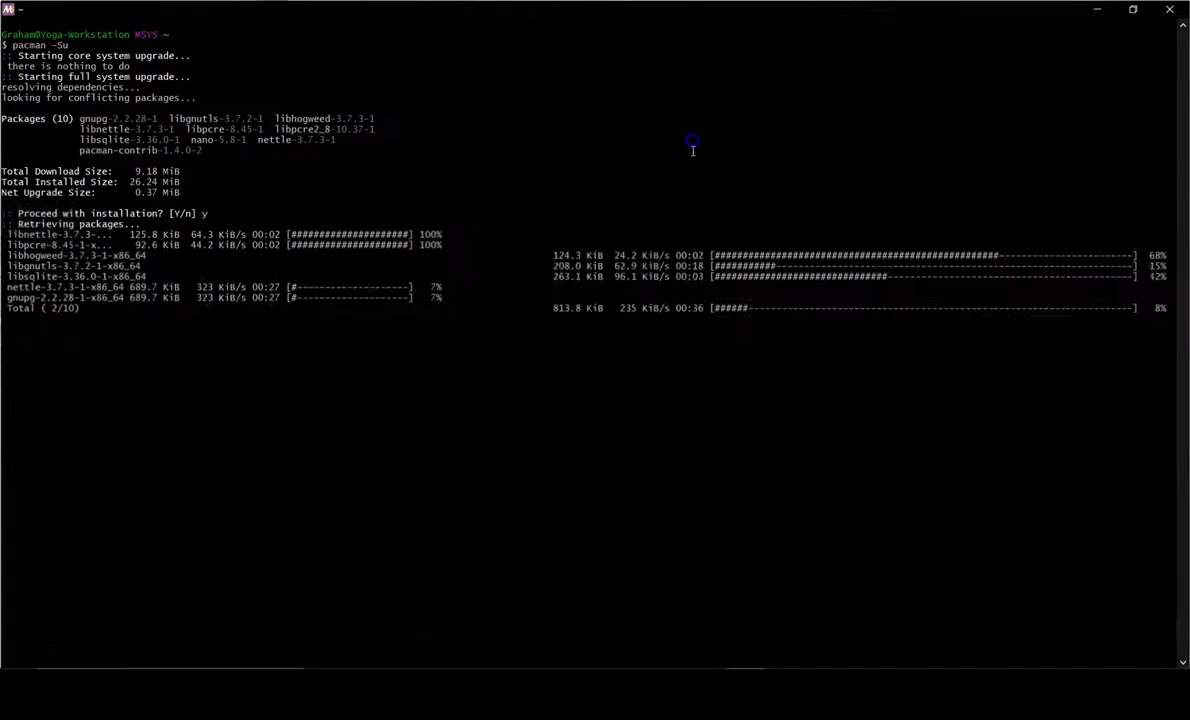 ~
Graham@Yoga-Workstation MSYS ~
$ pacman -Su
:: Starting core system upgrade...
there is nothing to do
:: Starting full system upgrade...
resolving dependencies...
looking for conflicting packages...
Packages (10) gnupg-2.2.28-1 libgnutls-3.7.2-1 libhogweed-3.7.3-1
libnettle-3.7.3-1 libpcre-8.45-1 libpcre2_8-10.37-1
libsqlite-3.36.0-1 nano-5.8-1 nettle-3.7.3-1
pacman-contrib-1.4.0-2
Total Download Size: 9.18 MiB
Total Installed Size: 26.24 MiB
Net Upgrade Size: 0.37 MiB
:: Proceed with installation? [Y/n] y
:: Retrieving packages...
libnettle-3.7.3-... 125.8 KiB 64.3 KiB/s 00:02 [######################] 100%
libpcre-8.45-1-x... 92.6 KiB 44.2 KiB/s 00:02 [######################] 100%
libhogweed-3.7.3-1-x86_64 124.3 KiB 24.2 KiB/s 00:02 [###################################################------------------------] 68%
libgnutls-3.7.2-1-x86_64 208.0 KiB 62.9 KiB/s 00:18 [###########----------------------------------------------------------------] 15%
libsqlite-3.36.0-1-x86_64 263.1 KiB 96.1 KiB/s 00:03 [###############################--------------------------------------------] 42%
nettle-3.7.3-1-x86_64 689.7 KiB 323 KiB/s 00:27 [#---------------------] 7%
gnupg-2.2.28-1-x86_64 689.7 KiB 323 KiB/s 00:27 [#---------------------] 7%
Total ( 2/10) 813.8 KiB 235 KiB/s 00:36 [######---------------------------------------------------------------------] 8%